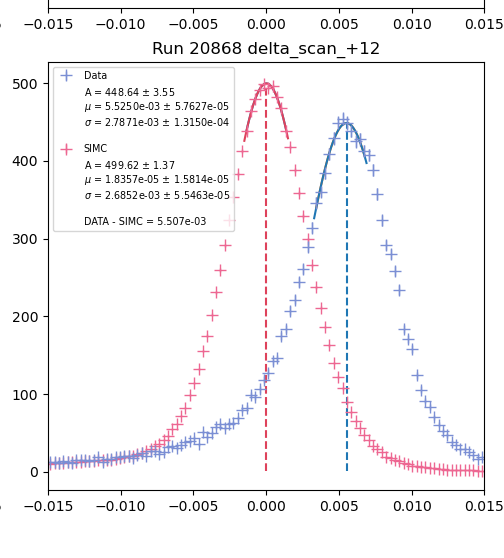 −0.015 −0.010 −0.005 0.000 0.005 0.010 0.015
Run 20868 delta_scan_+12
500
400
300
200
100
0
Data
A = 448.64 ± 3.55
μ = 5.5250e-03 ± 5.7627e-05
σ = 2.7871e-03 ± 1.3150e-04
SIMC
A = 499.62 ± 1.37
μ = 1.8357e-05 ± 1.5814e-05
σ = 2.6852e-03 ± 5.5463e-05
DATA - SIMC = 5.507e-03
−0.015 −0.010 −0.005 0.000 0.005 0.010 0.015